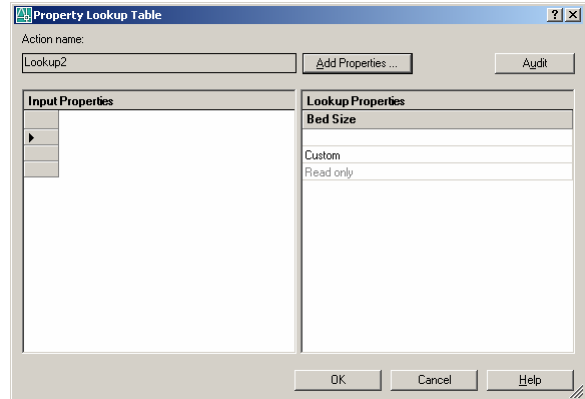 Property Lookup Table
Action name:
Lookup2
Add Properties ...
Audit
Input Properties
Lookup Properties
Bed Size
Custom
Read only
OK
Cancel
Help